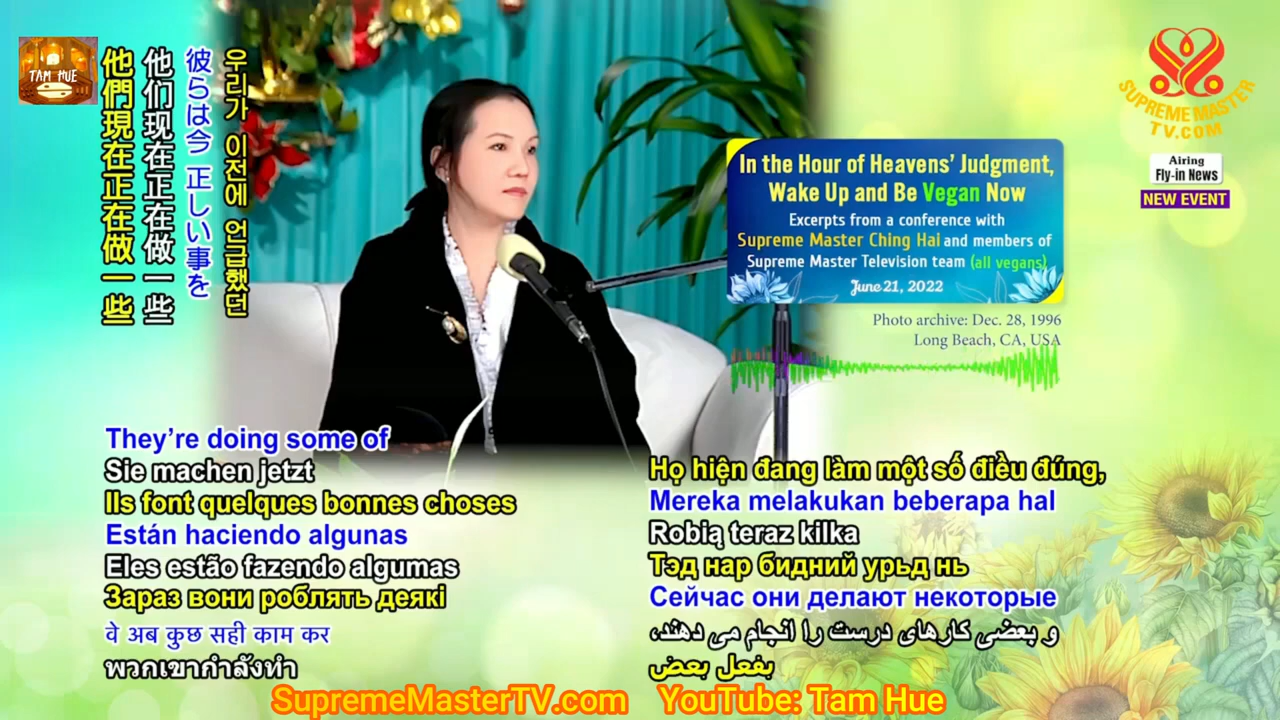 TAM HUE
他們現在正在做一些
他们现在正在做一些
彼らは今 正しい事を
우리가 이전에 언급했던
SUPREME MASTER
TV.COM
Airing
Fly-in News
NEW EVENT
In the Hour of Heavens' Judgment,
Wake Up and Be Vegan Now
Excerpts from a conference with
Supreme Master Ching Hai and members of
Supreme Master Television team (all vegans)
June 21, 2022
Photo archive: Dec. 28, 1996
Long Beach, CA, USA
They're doing some of
Sie machen jetzt
Ils font quelques bonnes choses
Están haciendo algunas
Eles estão fazendo algumas
Зараз вони роблять деякі
वे अब कुछ सही काम कर
พวกเขากำลังทำ
Họ hiện đang làm một số điều đúng,
Mereka melakukan beberapa hal
Robią teraz kilka
Тэд нар бидний урьд нь
Сейчас они делают некоторые
و بعضی کارهای درست را انجام می دهند،
بفعل بعض
SupremeMasterTV.com YouTube: Tam Hue